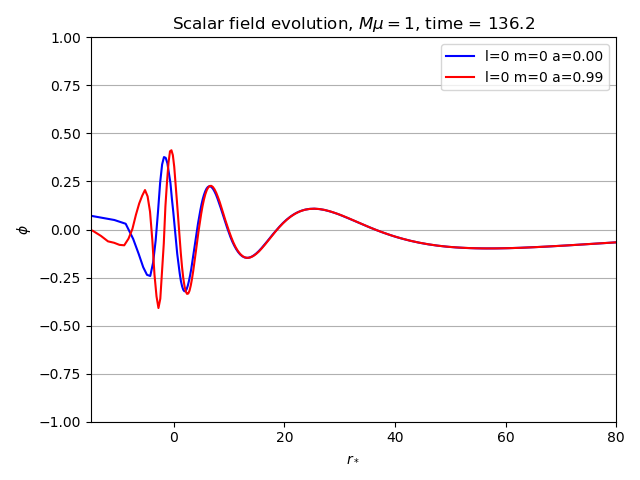 Scalar field evolution, $M\mu = 1$, time = 136.2
l=0 m=0 a=0.00
l=0 m=0 a=0.99
1.00
0.75
0.50
0.25
0.00
−0.25
−0.50
−0.75
−1.00
ϕ
0 20 40 60 80
r*